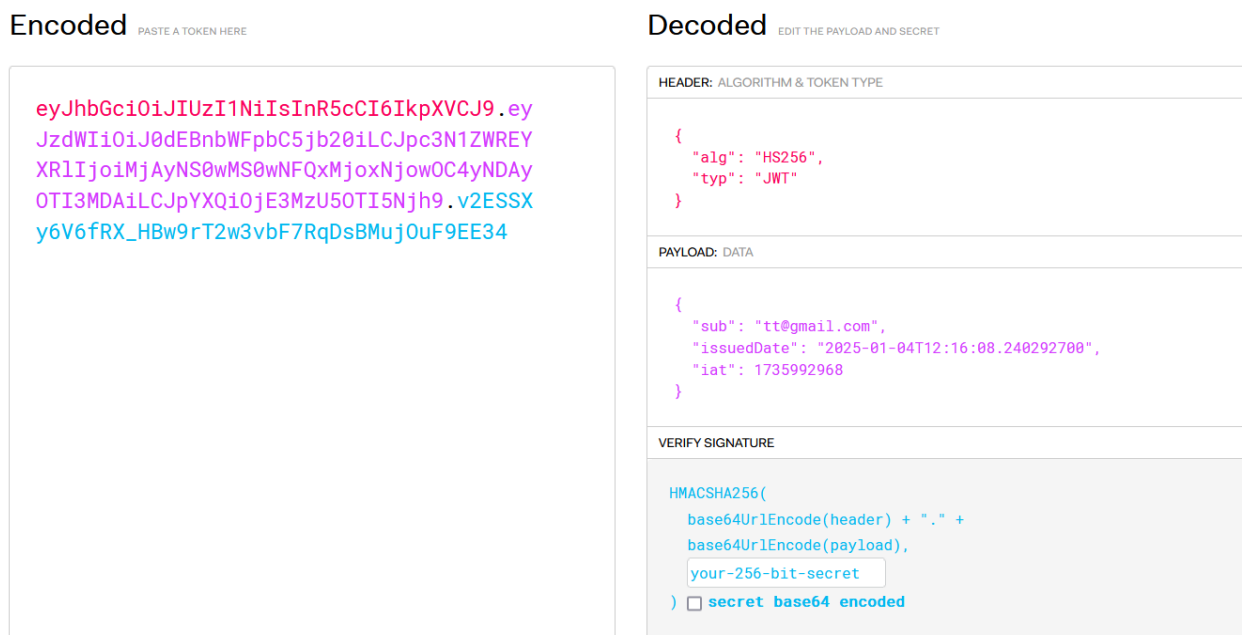 Encoded PASTE A TOKEN HERE
eyJhbGciOiJIUzI1NiIsInR5cCI6IkpXVCJ9.ey
JzdWIiOiJ0dEBnbWFpbC5jb20iLCJpc3N1ZWREY
XRlIjoiMjAyNS0wMS0wNFQxMjoxNjowOC4yNDAy
OTI3MDAiLCJpYXQiOjE3MzU5OTI5Njh9.v2ESSX
y6V6fRX_HBw9rT2w3vbF7RqDsBMujOuF9EE34
Decoded EDIT THE PAYLOAD AND SECRET
HEADER: ALGORITHM & TOKEN TYPE
{
"alg": "HS256",
"typ": "JWT"
}
PAYLOAD: DATA
{
"sub": "tt@gmail.com",
"issuedDate": "2025-01-04T12:16:08.240292700",
"iat": 1735992968
}
VERIFY SIGNATURE
HMACSHA256(
base64UrlEncode(header) + "." +
base64UrlEncode(payload),
your-256-bit-secret
) secret base64 encoded